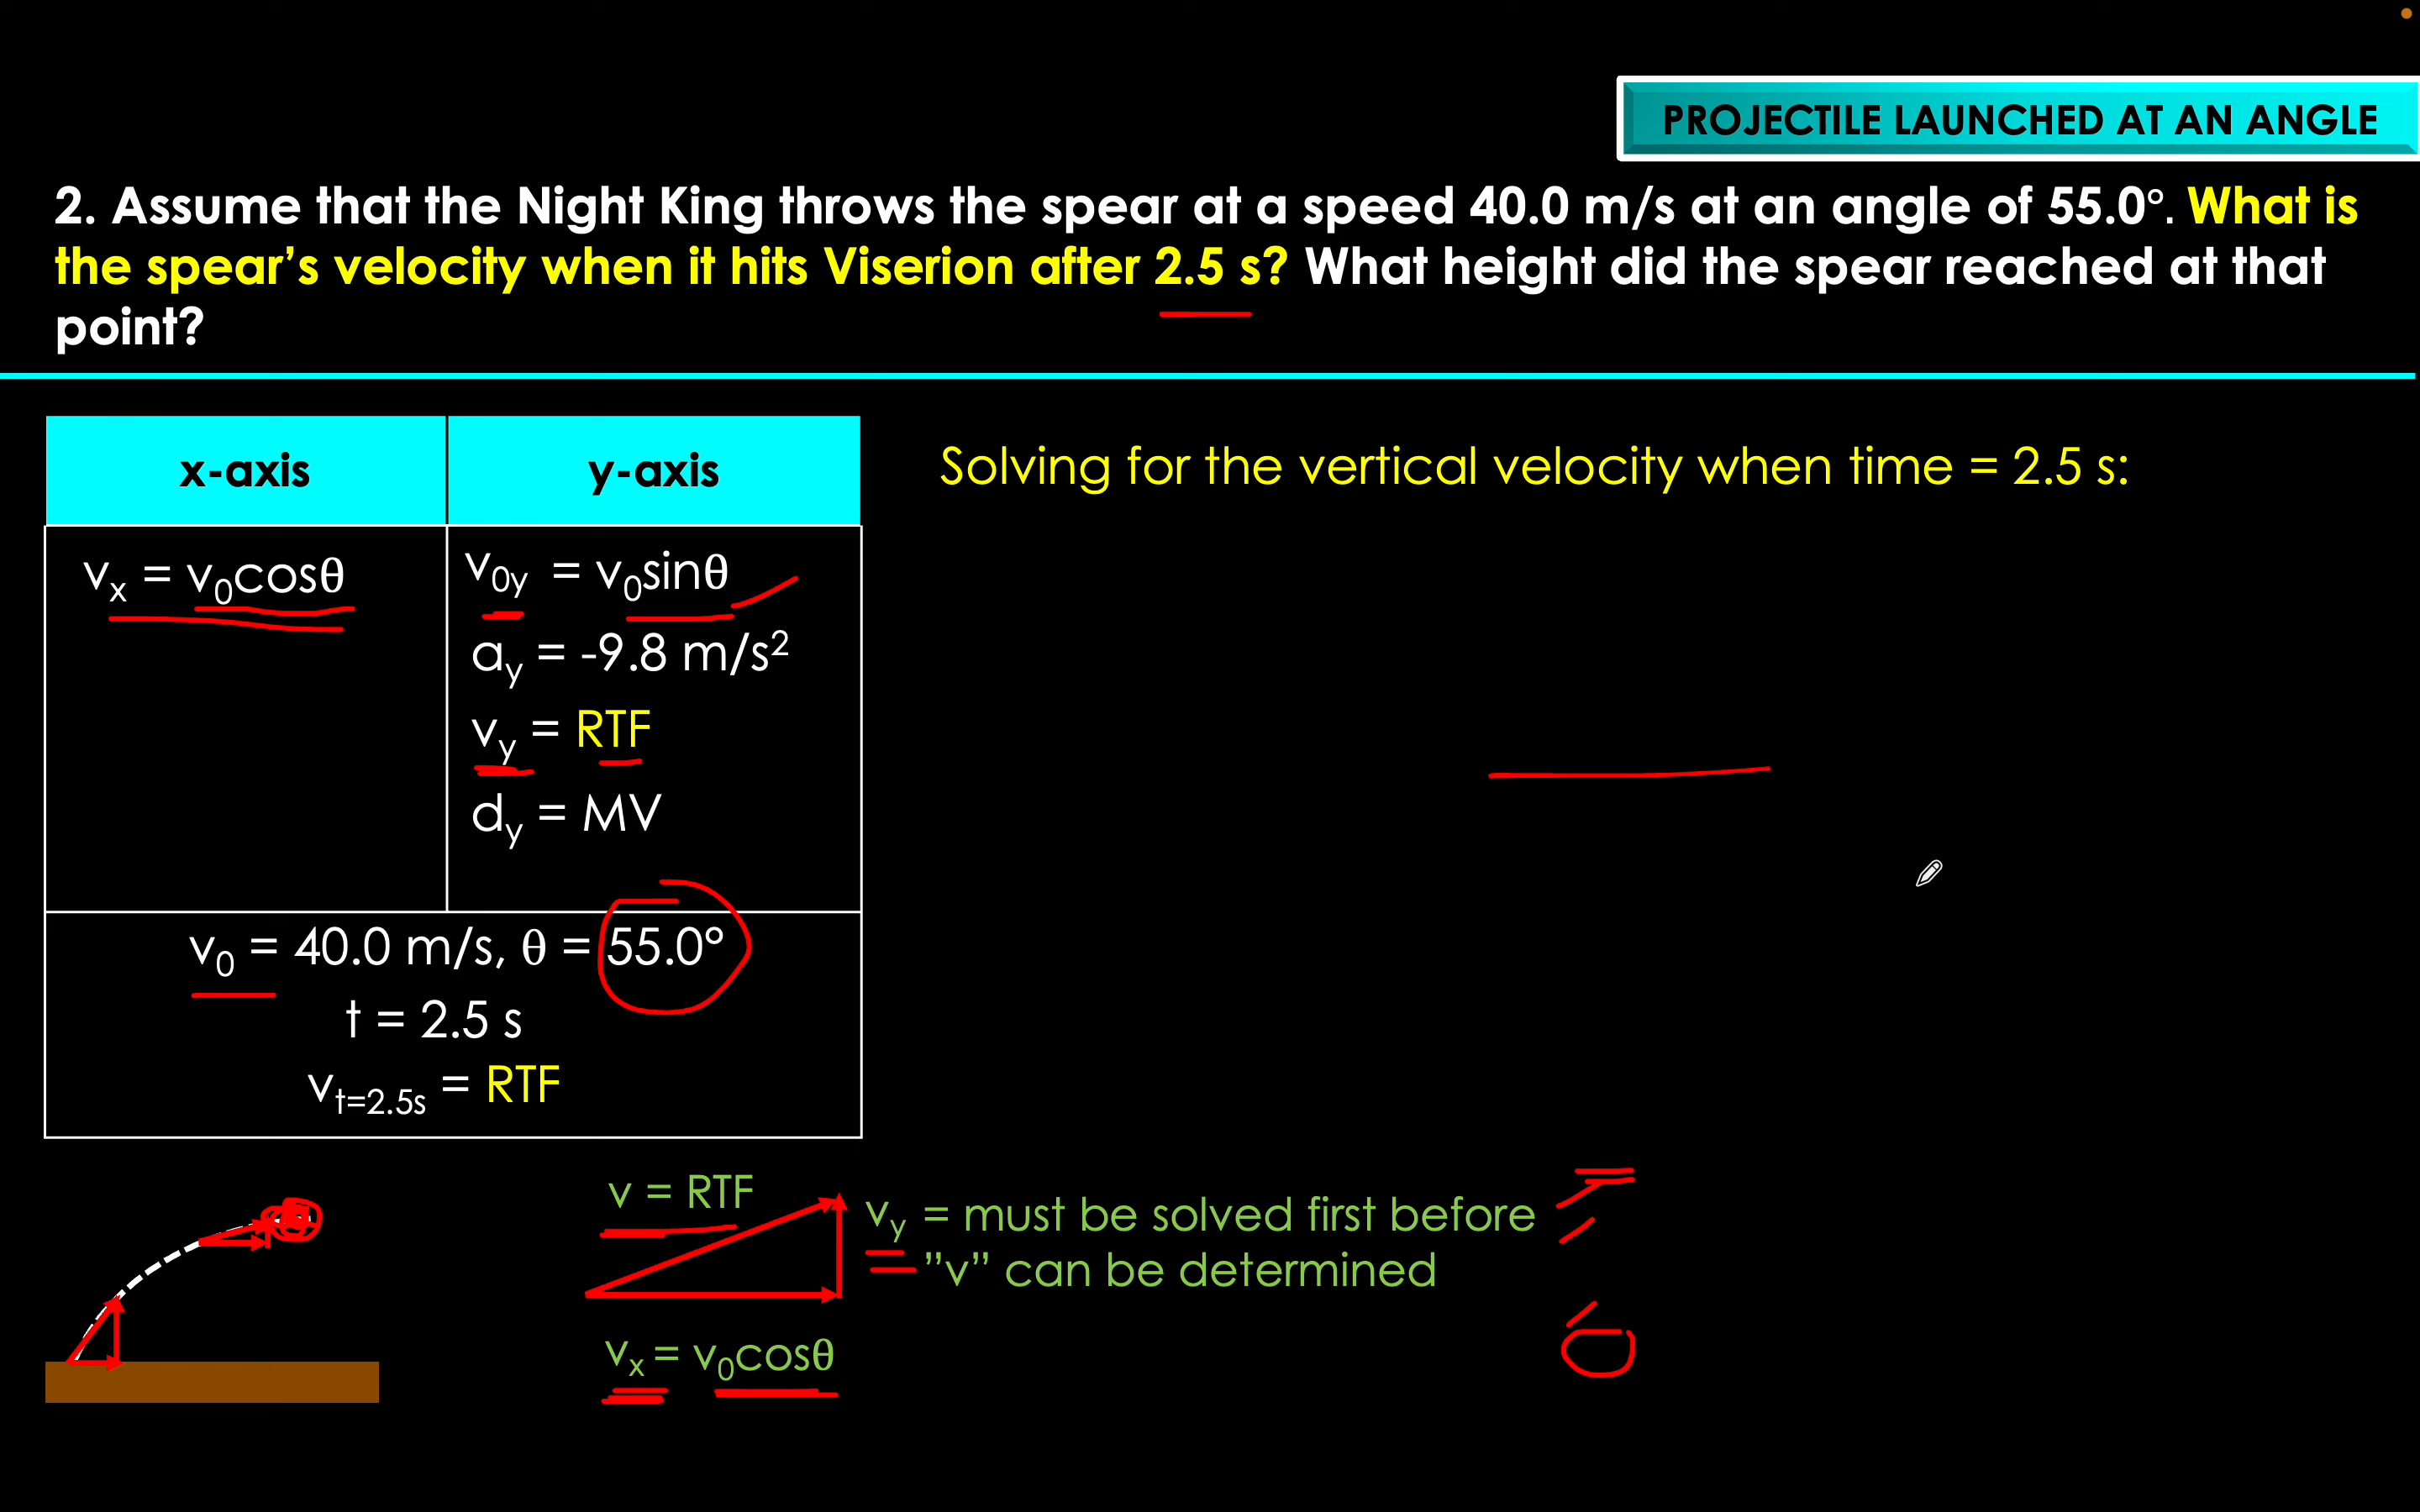 PROJECTILE LAUNCHED AT AN ANGLE
2. Assume that the Night King throws the spear at a speed 40.0 m/s at an angle of 55.0°. What is
the spear’s velocity when it hits Viserion after 2.5 s? What height did the spear reached at that
point?
x-axis y-axis
Solving for the vertical velocity when time = 2.5 s:
vₓ = v₀cosθ
v₀y = v₀sinθ
ay = -9.8 m/s²
vy = RTF
dy = MV
v₀ = 40.0 m/s, θ = 55.0°
t = 2.5 s
vt=2.5s = RTF
v = RTF
vy = must be solved first before
”v” can be determined
vₓ = v₀cosθ